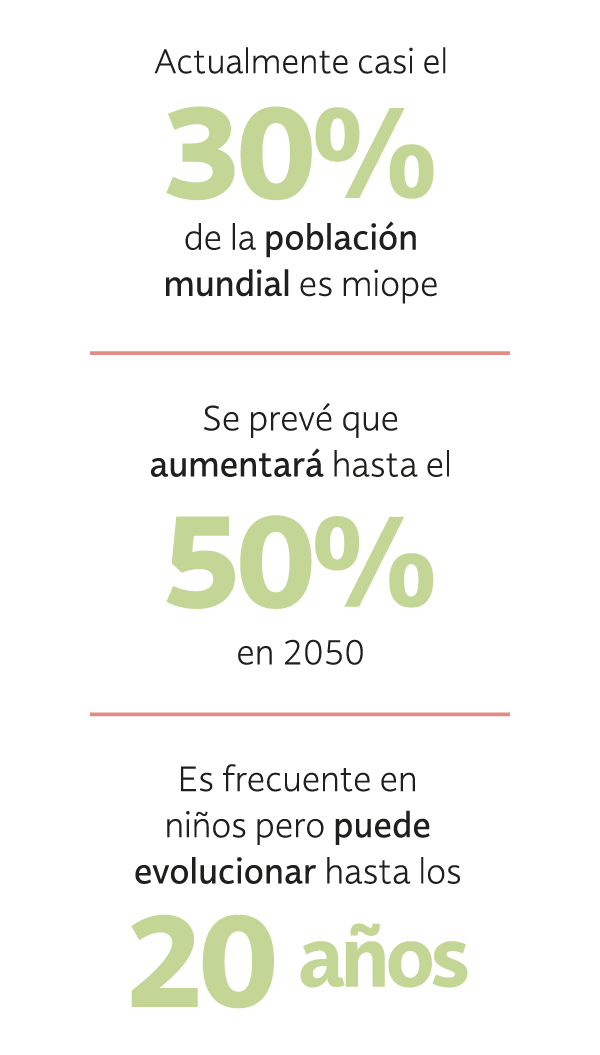 Actualmente casi el
30%
de la población
mundial es miope
Se prevé que
aumentará hasta el
50%
en 2050
Es frecuente en
niños pero puede
evolucionar hasta los
20 años